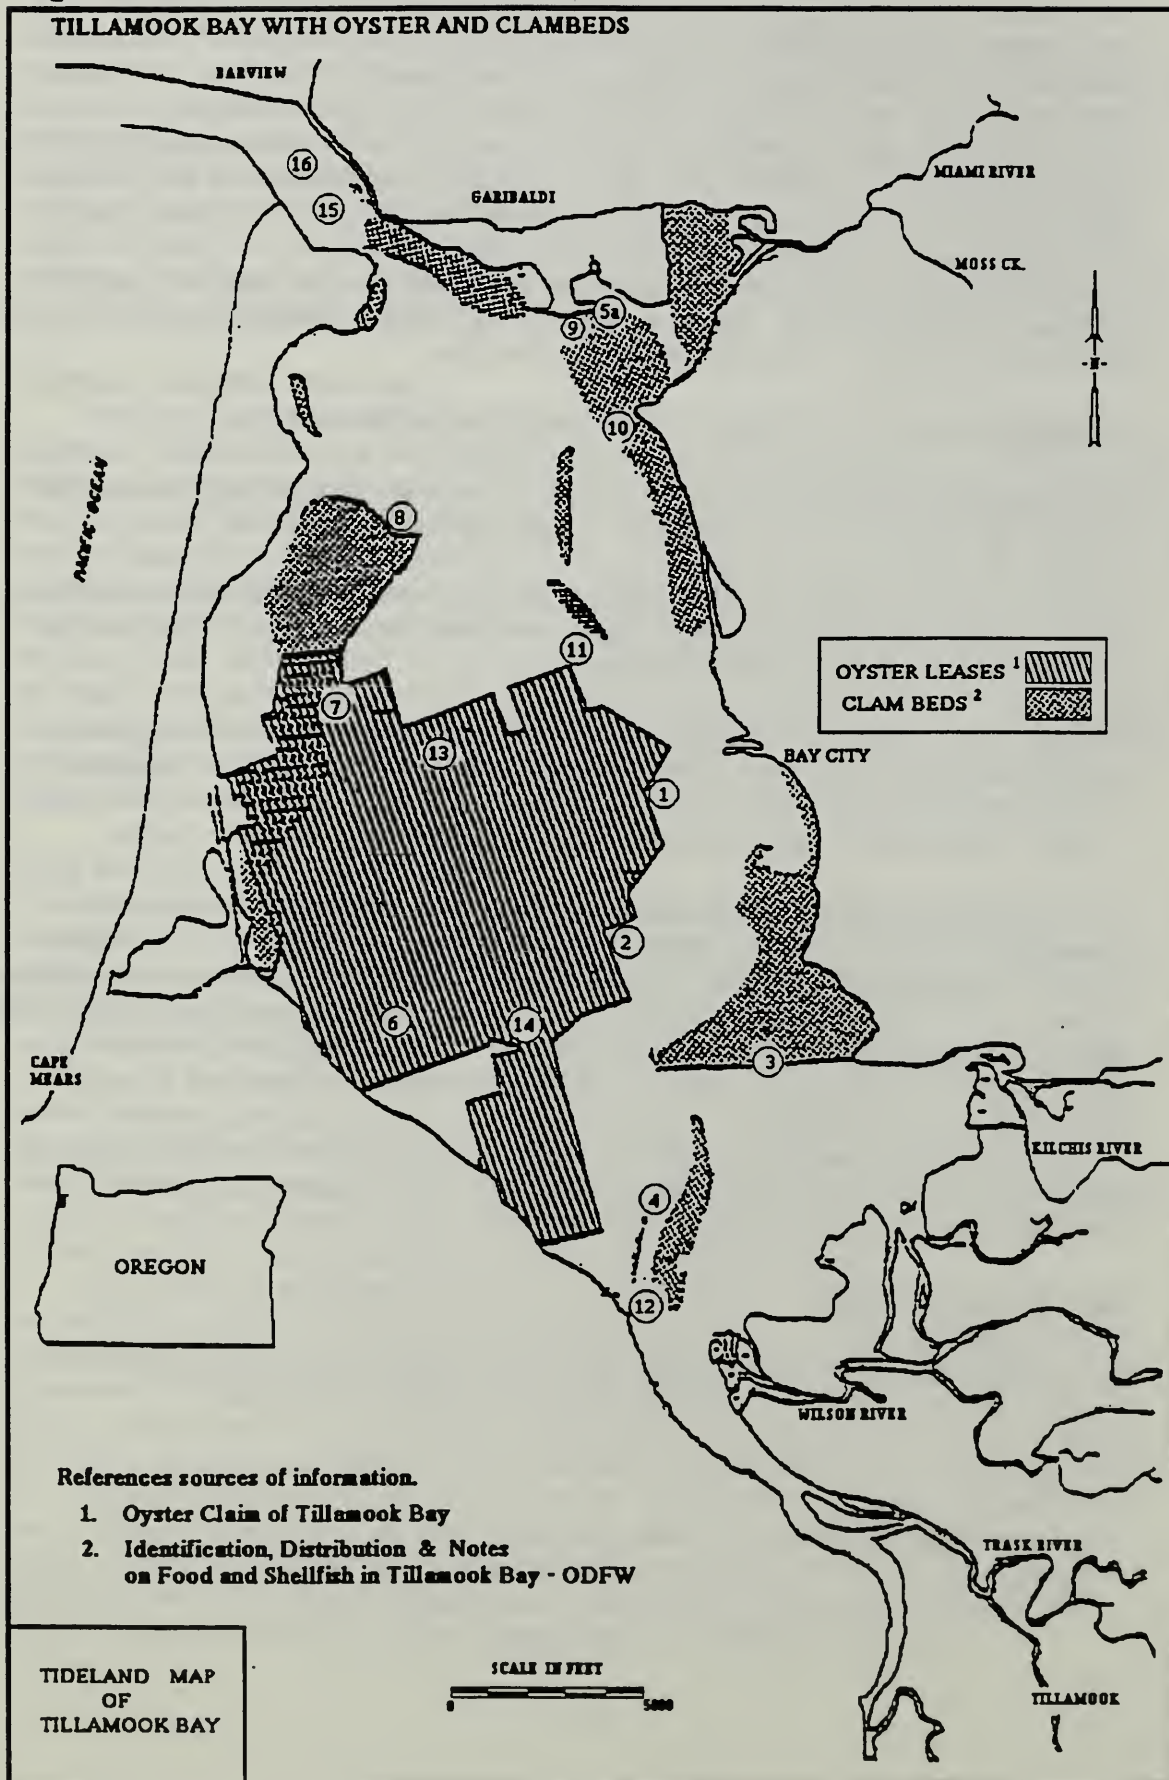 TILLAMOOK BAY WITH OYSTER AND CLAMBEDS
BARVIEW
16
MIAMI RIVER
GARIBALDI
15
MOSS CK.
5a
9
-N-
10
PACIFIC OCEAN
8
11
OYSTER LEASES 1
CLAM BEDS 2
7
13
BAY CITY
1
2
6
14
3
CAPE
MEARS
KILCHIS RIVER
4
OREGON
12
WILSON RIVER
References sources of information.
1. Oyster Claim of Tillamook Bay
2. Identification, Distribution & Notes
on Food and Shellfish in Tillamook Bay - ODFW
TRASK RIVER
TIDELAND MAP
OF
TILLAMOOK BAY
SCALE IN FEET
0 5000
TILLAMOOK